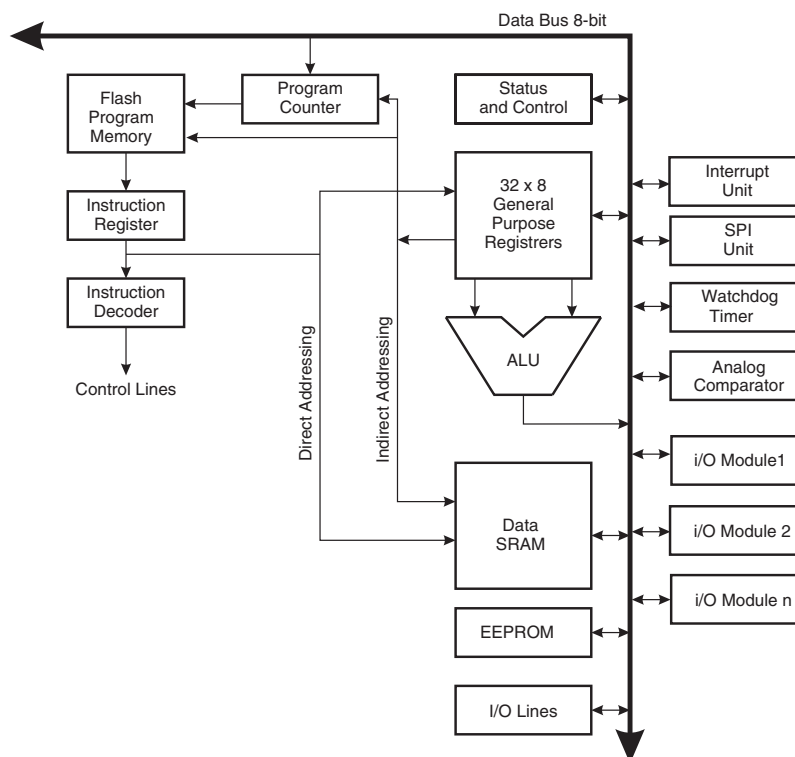 Data Bus 8-bit
Flash
Program
Memory
Program
Counter
Status
and Control
Instruction
Register
32 x 8
General
Purpose
Registrers
Interrupt
Unit
SPI
Unit
Instruction
Decoder
Watchdog
Timer
ALU
Analog
Comparator
Control Lines
Direct Addressing
Indirect Addressing
i/O Module1
Data
SRAM
i/O Module 2
i/O Module n
EEPROM
I/O Lines